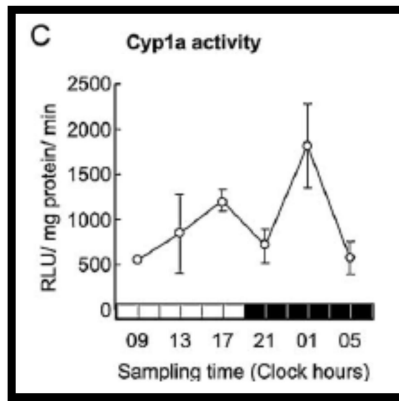 C
Cyp1a activity
RLU/ mg protein/ min
2500
2000
1500
1000
500
0
09 13 17 21 01 05
Sampling time (Clock hours)